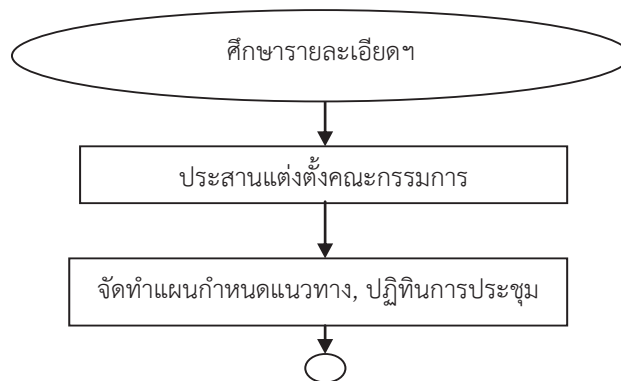 ศึกษารายละเอียดฯ
ประสานแต่งตั้งคณะกรรมการ
จัดทำแผนกำหนดแนวทาง, ปฏิทินการประชุม